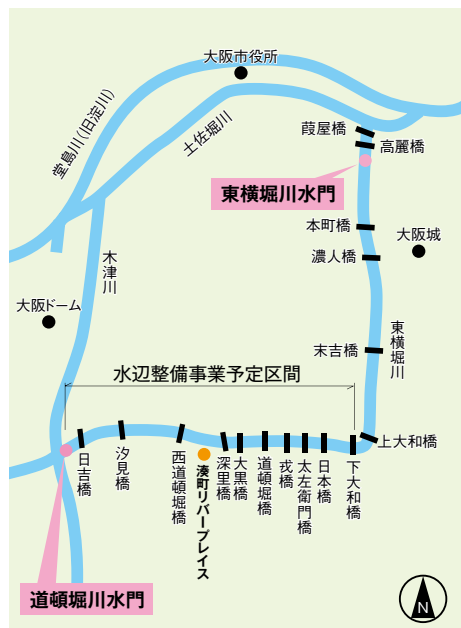 大阪市役所
堂島川(旧淀川)
土佐堀川
葭屋橋
高麗橋
東横堀川水門
本町橋
大阪城
濃人橋
木津川
大阪ドーム
東横堀川
末吉橋
水辺整備事業予定区間
上大和橋
日吉橋
汐見橋
西道頓堀橋
湊町リバープレイス
深里橋
大黒橋
道頓堀橋
戎橋
太左衛門橋
日本橋
下大和橋
道頓堀川水門
N